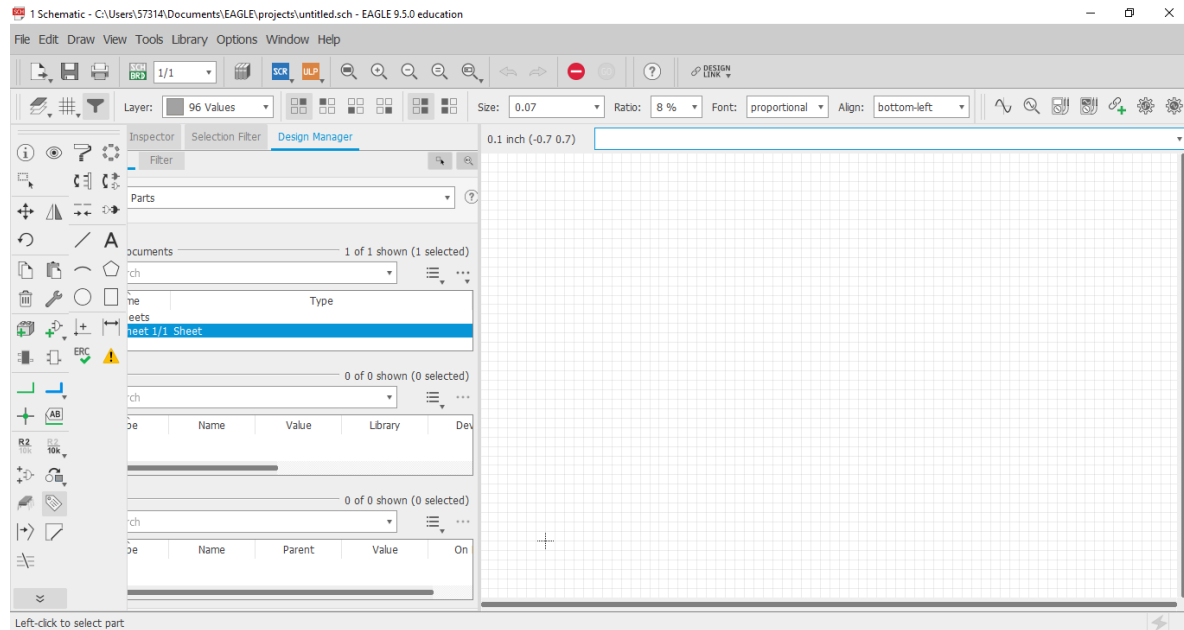 1 Schematic - C:\Users\57314\Documents\EAGLE\projects\untitled.sch - EAGLE 9.5.0 education
File Edit Draw View Tools Library Options Window Help
SCH BRD 1/1 SCR ULP ? DESIGN LINK
Layer: 96 Values Size: 0.07 Ratio: 8 % Font: proportional Align: bottom-left
Inspector Selection Filter Design Manager
0.1 inch (-0.7 0.7)
Filter
Parts
ocuments 1 of 1 shown (1 selected)
rch
me Type
eets
heet 1/1 Sheet
ERC
0 of 0 shown (0 selected)
rch
AB
pe Name Value Library Dev
R2 10k R2 10k
0 of 0 shown (0 selected)
rch
pe Name Parent Value On
Left-click to select part